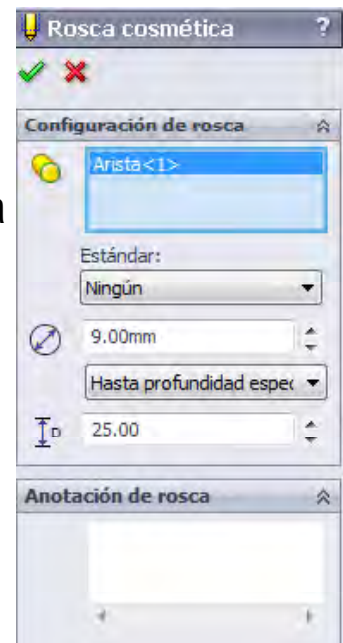 Rosca cosmética ?
Configuración de rosca
Arista<1>
Estándar:
Ningún
9.00mm
Hasta profundidad espec
D 25.00
Anotación de rosca